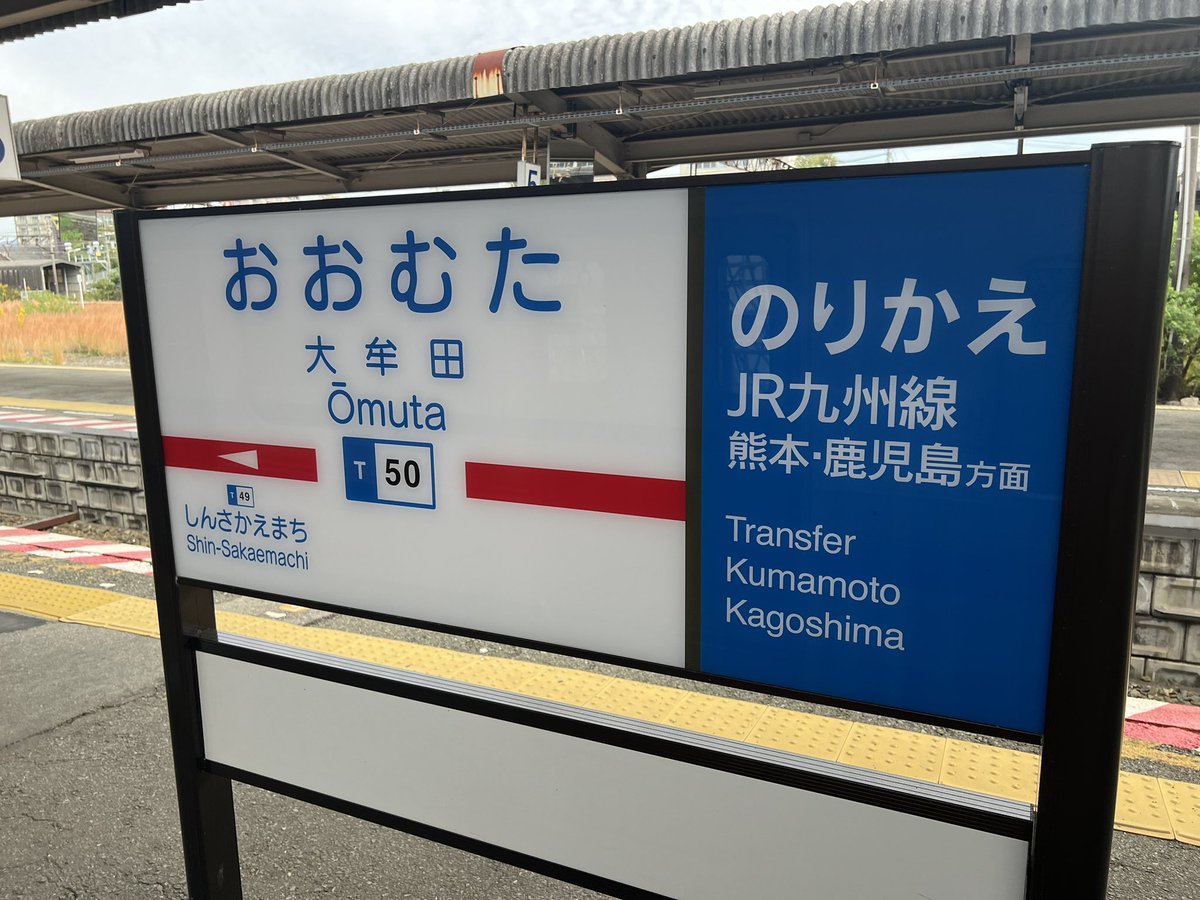 おおむた
大牟田
Ōmuta
T 50
T 49
しんさかえまち
Shin-Sakaemachi
のりかえ
JR九州線
熊本・鹿児島方面
Transfer
Kumamoto
Kagoshima
5